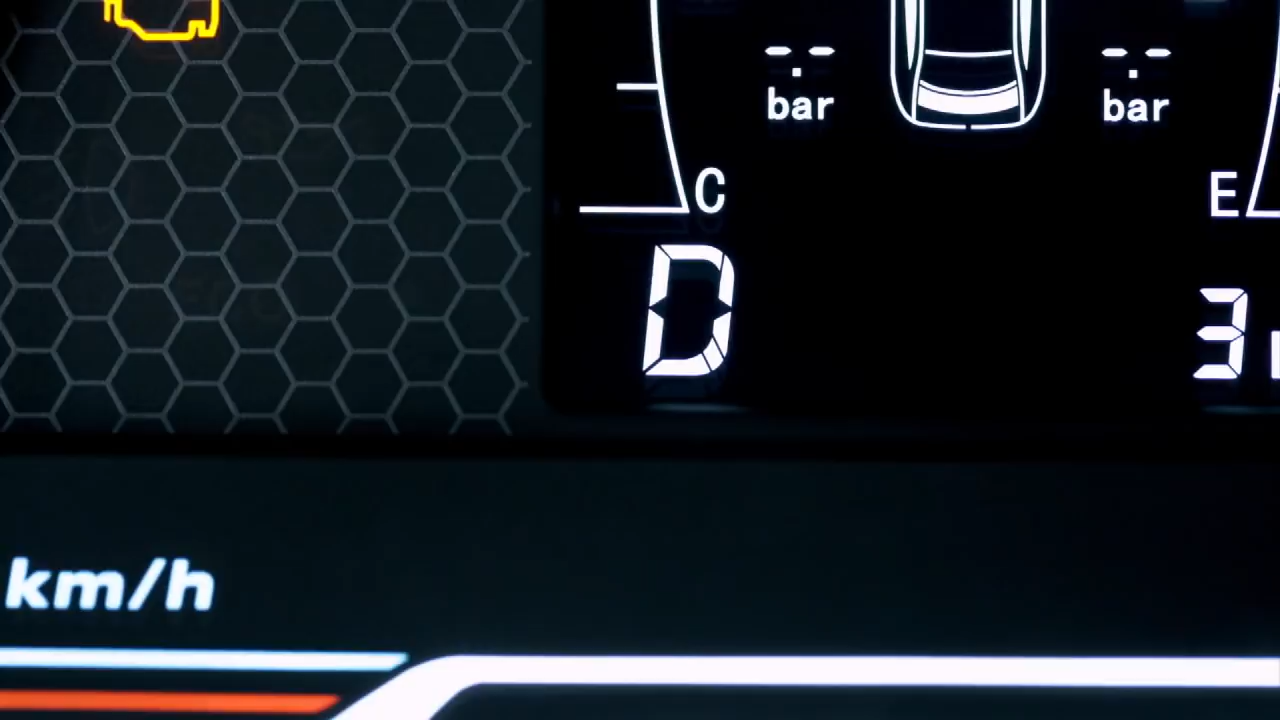 -- --
. .
bar bar
C E
D
3
km/h